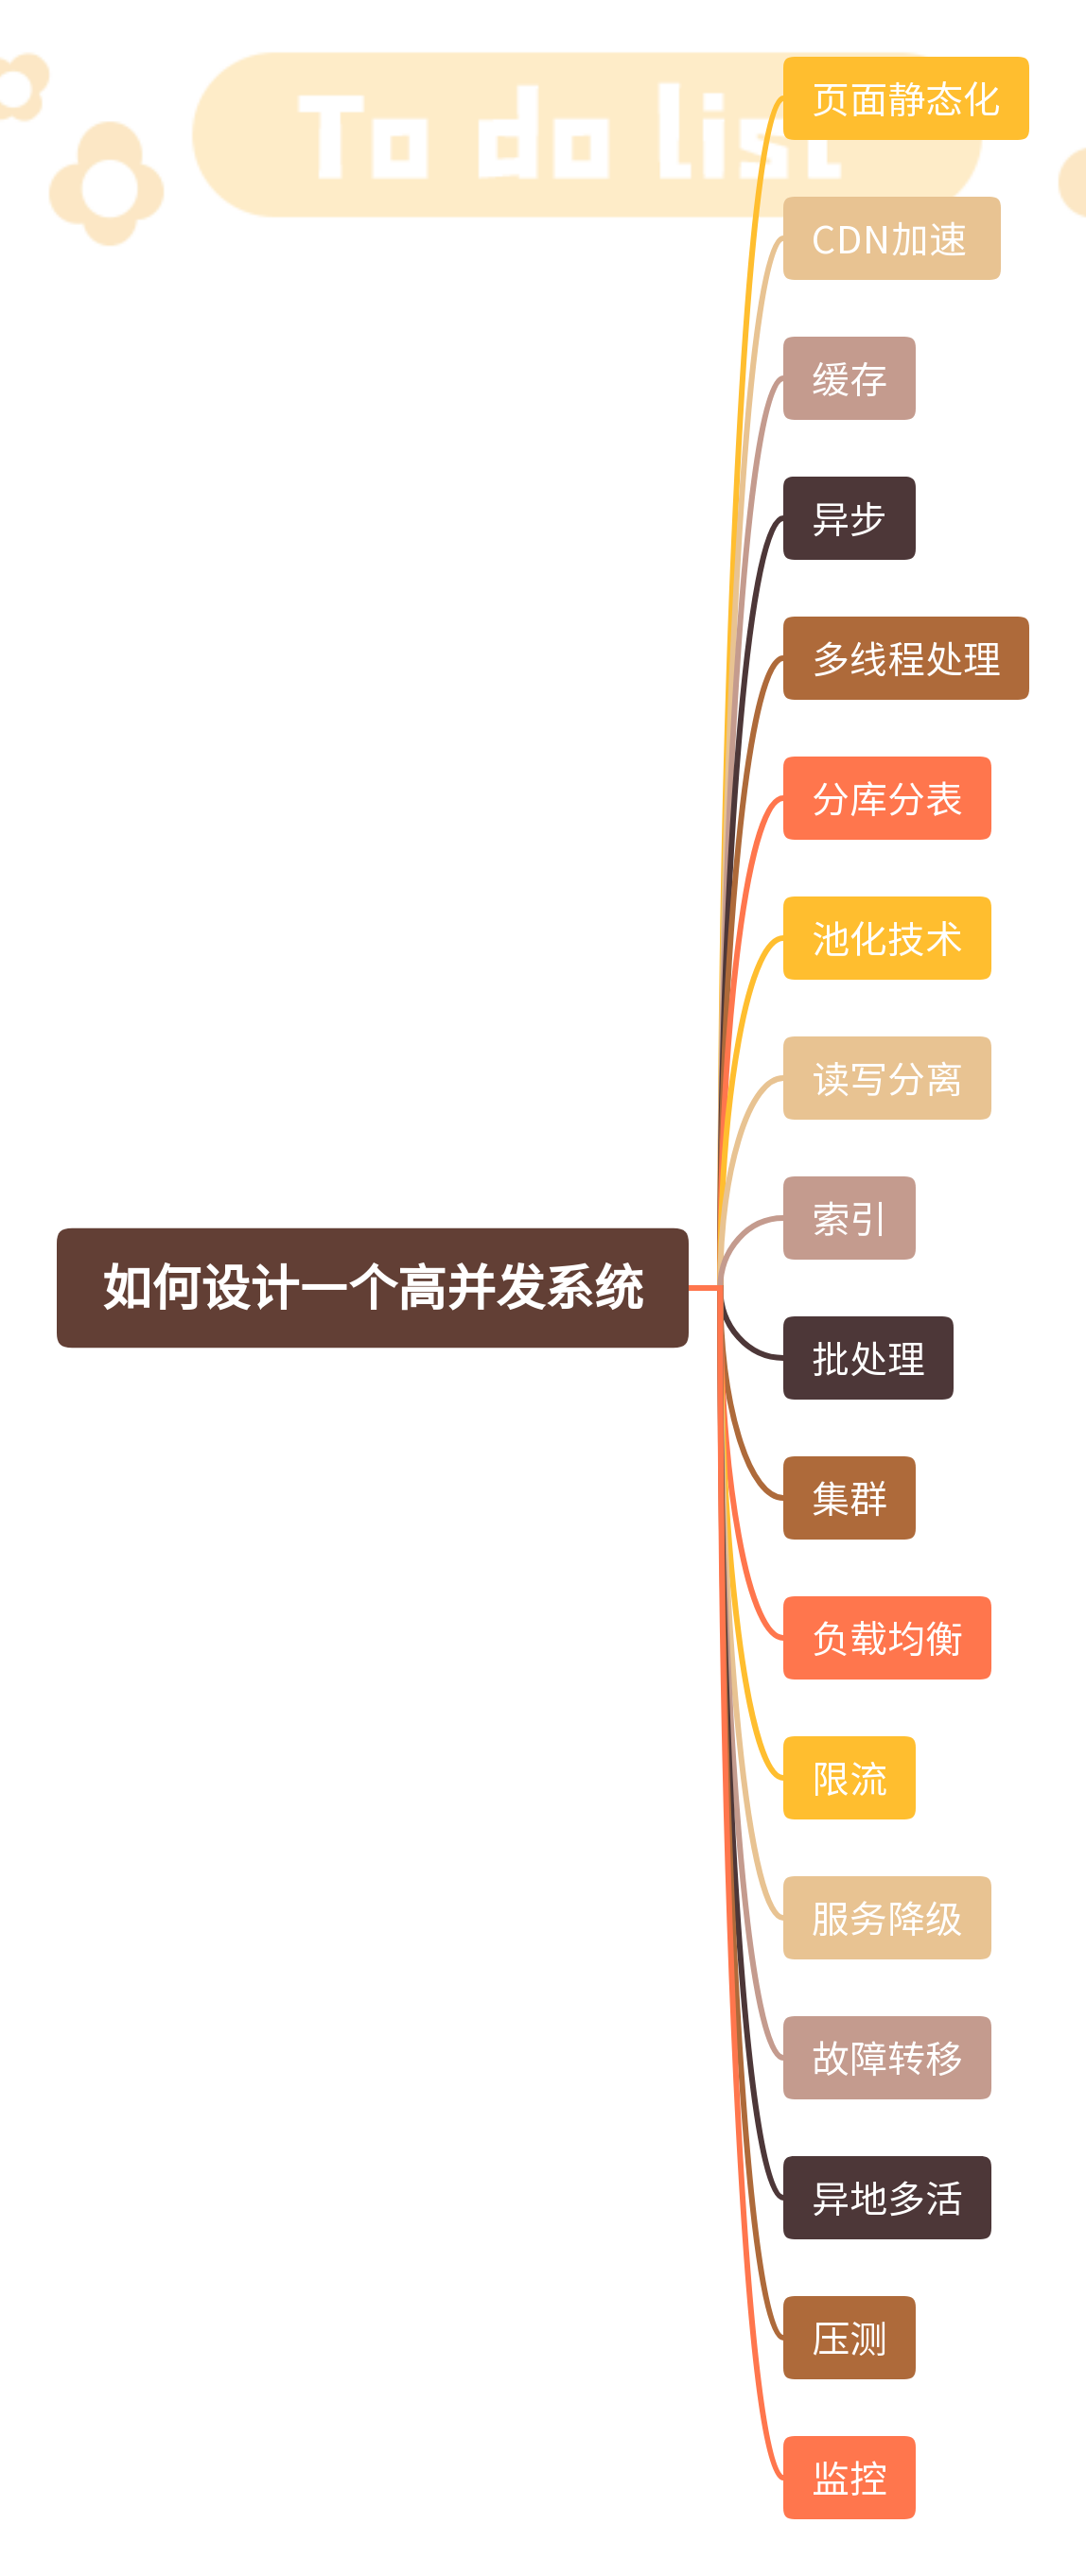 To do list
页面静态化
CDN加速
缓存
异步
多线程处理
分库分表
池化技术
读写分离
索引
如何设计一个高并发系统
批处理
集群
负载均衡
限流
服务降级
故障转移
异地多活
压测
监控